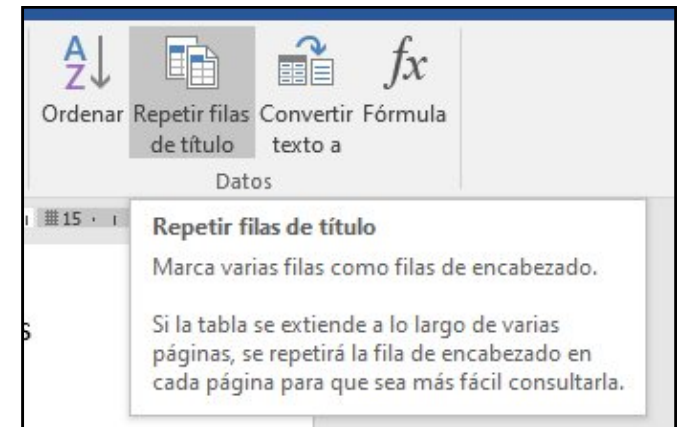 A
Z
fx
Ordenar Repetir filas Convertir Fórmula
de título texto a
Datos
15
Repetir filas de título
Marca varias filas como filas de encabezado.
Si la tabla se extiende a lo largo de varias
páginas, se repetirá la fila de encabezado en
cada página para que sea más fácil consultarla.